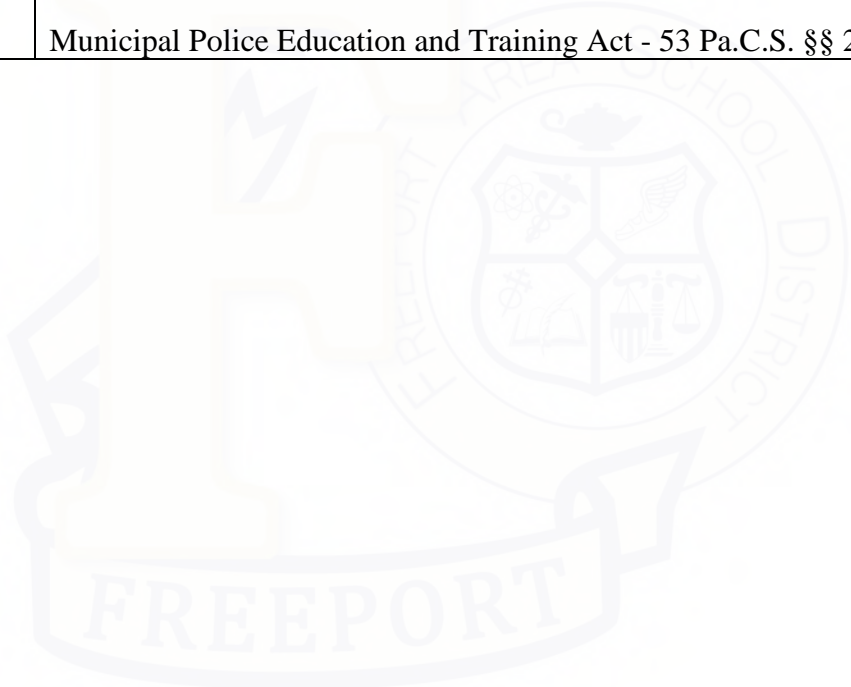 Municipal Police Education and Training Act - 53 Pa.C.S. §§ 2
FREEPORT AREA SCHOOL DISTRICT
FREEPORT